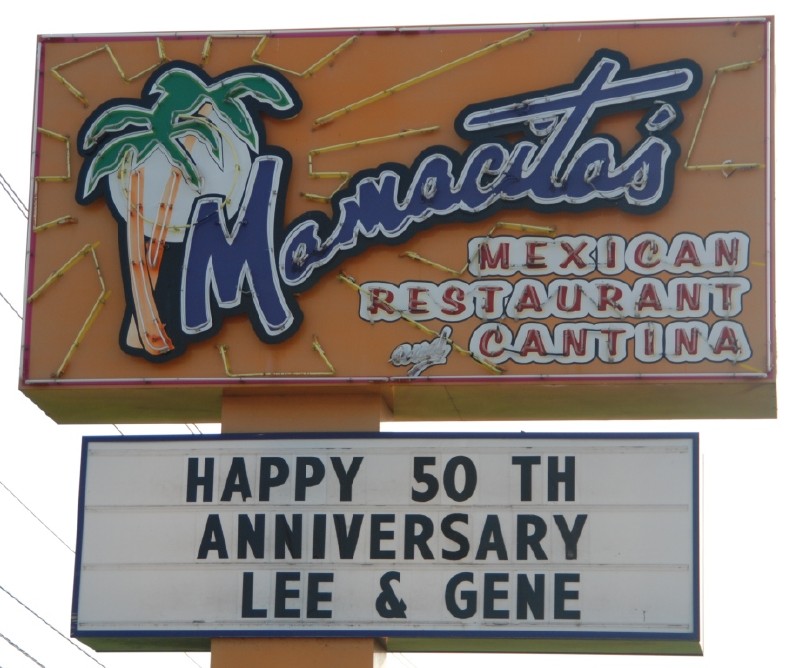 Mamacita's
MEXICAN
RESTAURANT
and CANTINA
HAPPY 50 TH
ANNIVERSARY
LEE & GENE